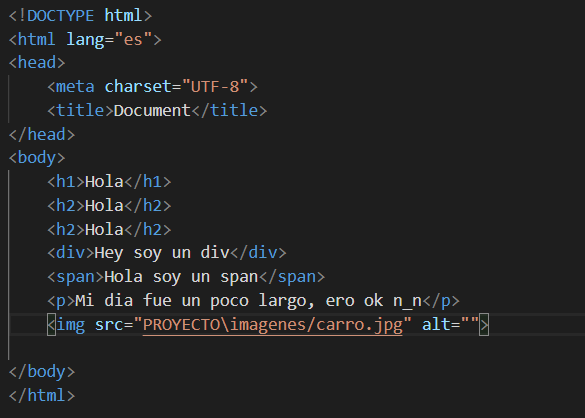 <!DOCTYPE html>
<html lang="es">
<head>
    <meta charset="UTF-8">
    <title>Document</title>
</head>
<body>
    <h1>Hola</h1>
    <h2>Hola</h2>
    <h2>Hola</h2>
    <div>Hey soy un div</div>
    <span>Hola soy un span</span>
    <p>Mi dia fue un poco largo, ero ok n_n</p>
    <img src="PROYECTO\imagenes/carro.jpg" alt="">
</body>
</html>